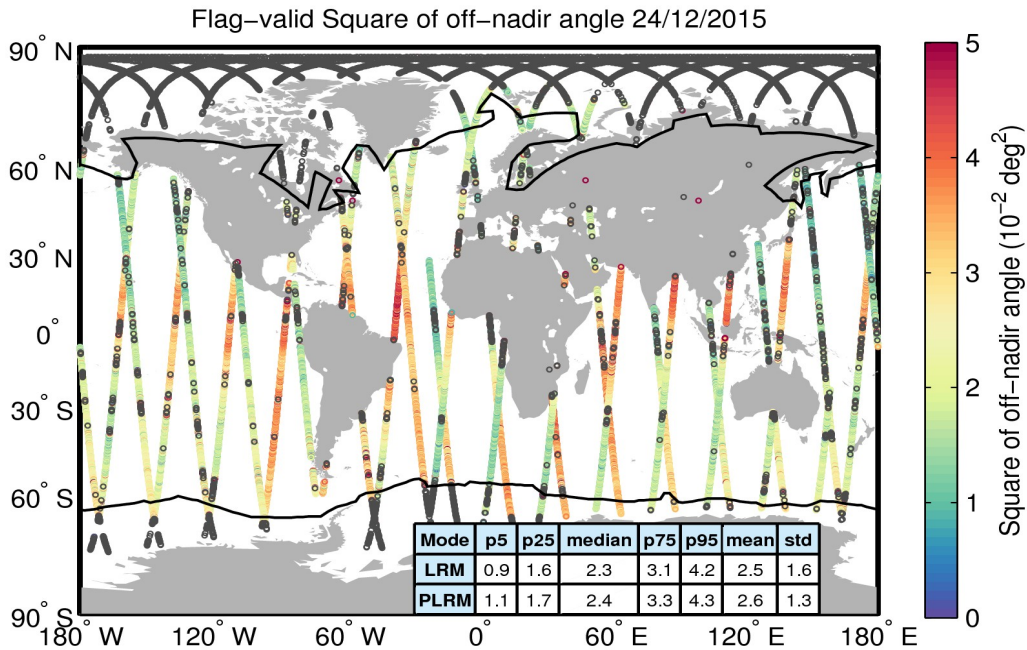 Flag−valid Square of off−nadir angle 24/12/2015
90° N
60° N
30° N
0°
30° S
60° S
90° S
180° W
120° W
60° W
0°
60° E
120° E
180° E
Mode p5 p25 median p75 p95 mean std
LRM 0.9 1.6 2.3 3.1 4.2 2.5 1.6
PLRM 1.1 1.7 2.4 3.3 4.3 2.6 1.3
5
4
3
2
1
0
Square of off−nadir angle (10⁻² deg²)